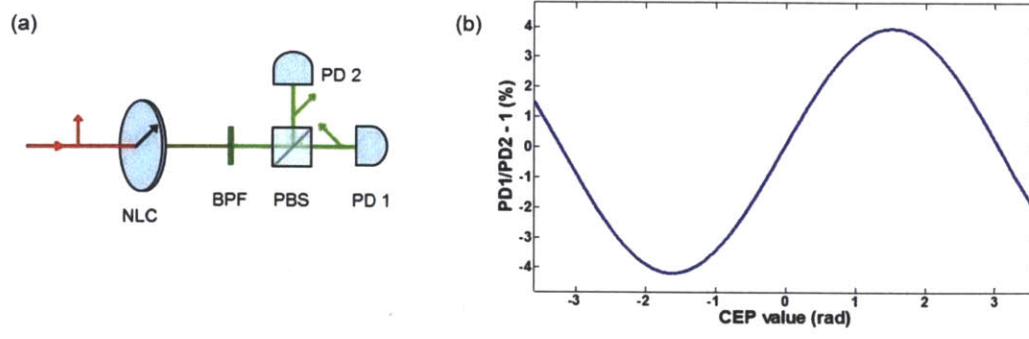 (a)
PD 2
NLC
BPF
PBS
PD 1
(b)
PD1/PD2 - 1 (%)
4
3
2
1
0
-1
-2
-3
-4
-3 -2 -1 0 1 2 3
CEP value (rad)